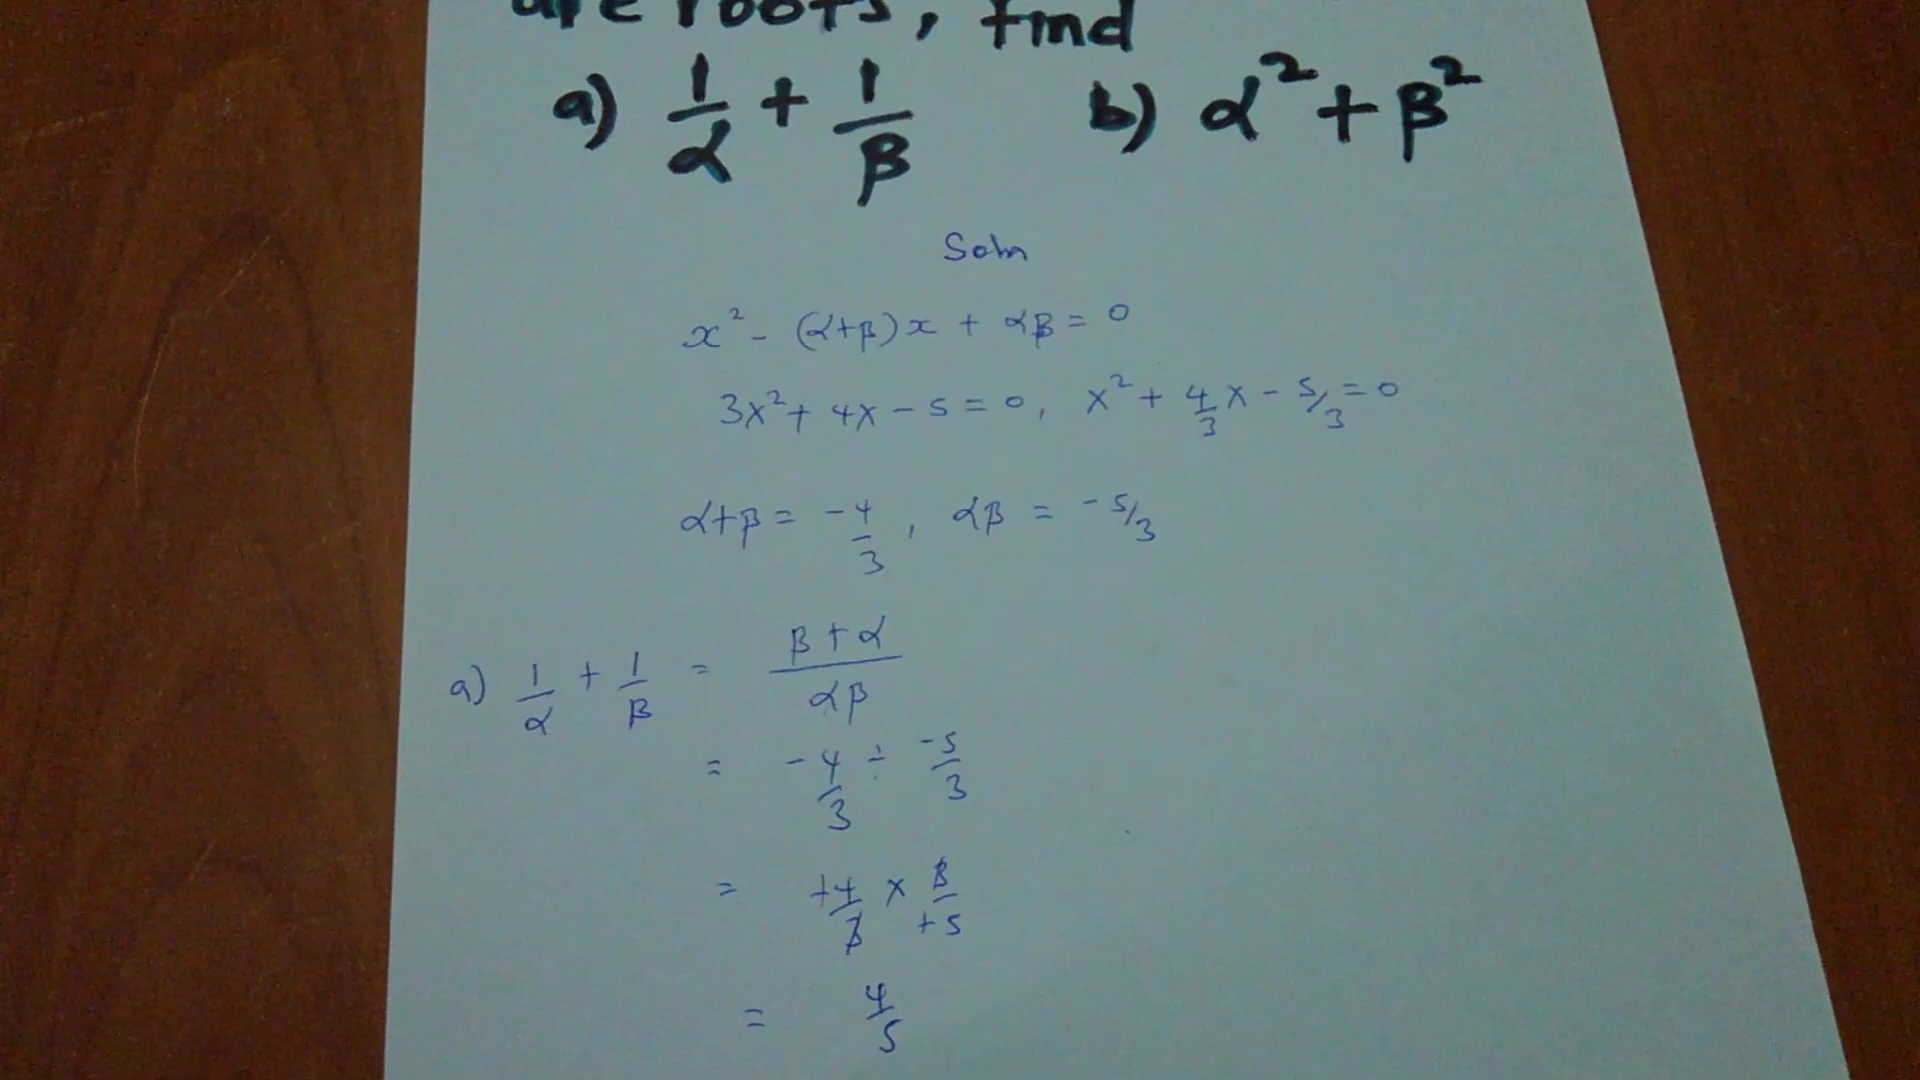 are roots, find
a) 1/α + 1/β b) α² + β²
Soln
x² - (α+β)x + αβ = 0
3x² + 4x - 5 = 0, x² + 4/3 x - 5/3 = 0
α+β = -4/3, αβ = -5/3
a) 1/α + 1/β = β + α / αβ
= -4/3 ÷ -5/3
= +4/3 × 3/+5
= 4/5